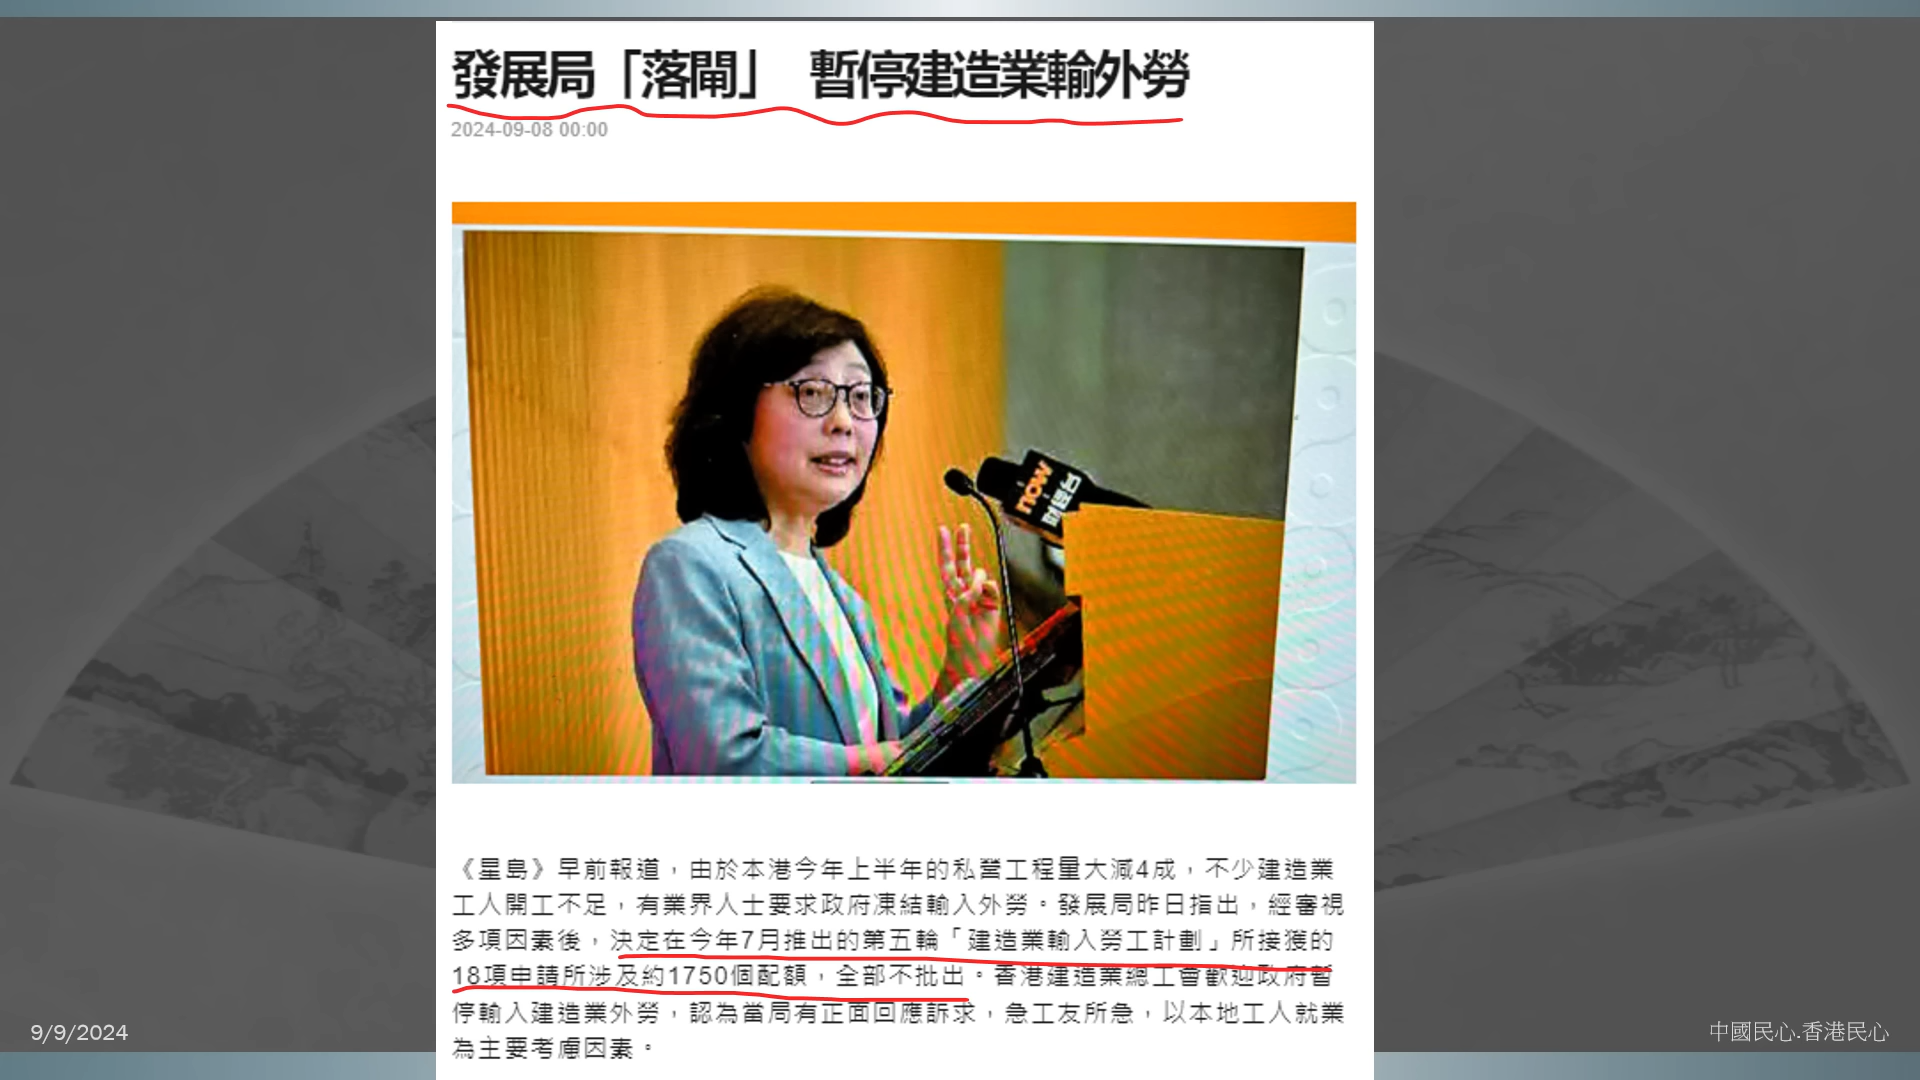 發展局「落閘」 暫停建造業輸外勞
2024-09-08 00:00
now
財經台
《星島》早前報道，由於本港今年上半年的私營工程量大減4成，不少建造業
工人開工不足，有業界人士要求政府凍結輸入外勞。發展局昨日指出，經審視
多項因素後，決定在今年7月推出的第五輪「建造業輸入勞工計劃」所接獲的
18項申請所涉及約1750個配額，全部不批出。香港建造業總工會歡迎政府暫
停輸入建造業外勞，認為當局有正面回應訴求，急工友所急，以本地工人就業
為主要考慮因素。
9/9/2024
中國民心.香港民心